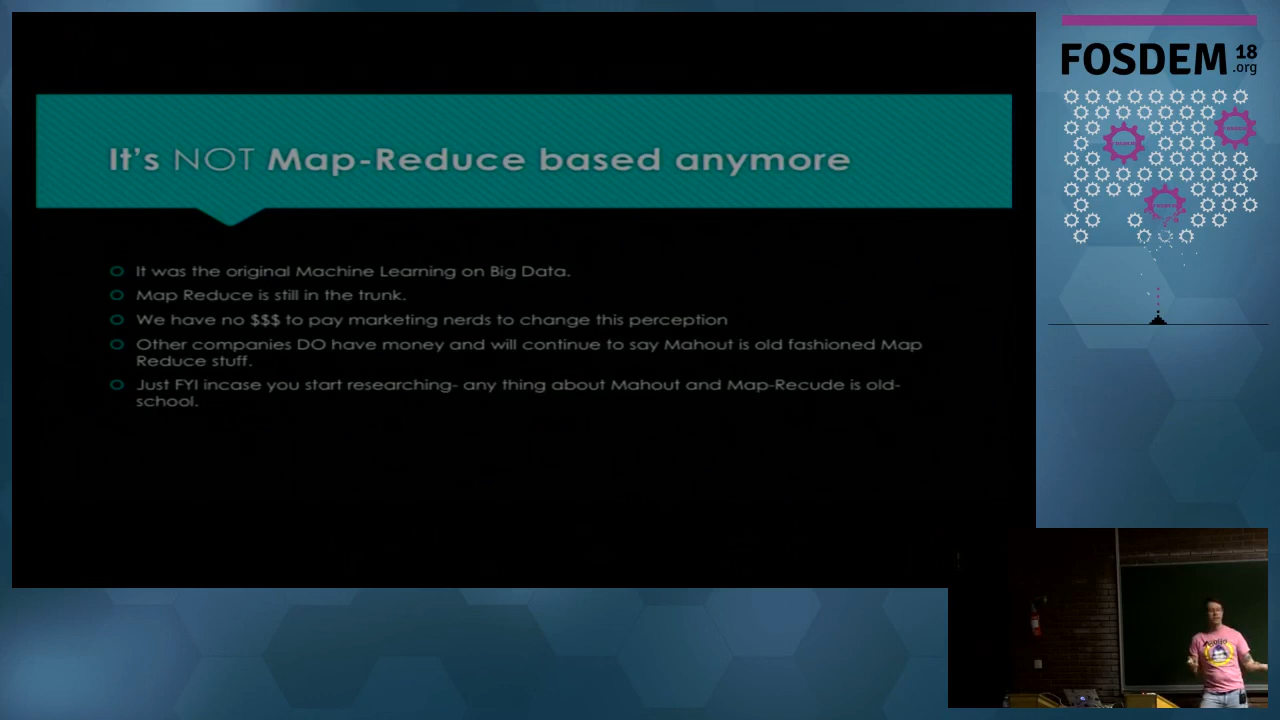 It's NOT Map-Reduce based anymore
It was the original Machine Learning on Big Data.
Map Reduce is still in the trunk.
We have no $$$ to pay marketing nerds to change this perception
Other companies DO have money and will continue to say Mahout is old fashioned Map
Reduce stuff.
Just FYI incase you start researching- any thing about Mahout and Map-Recude is old-
school.
FOSDEM 18
.org